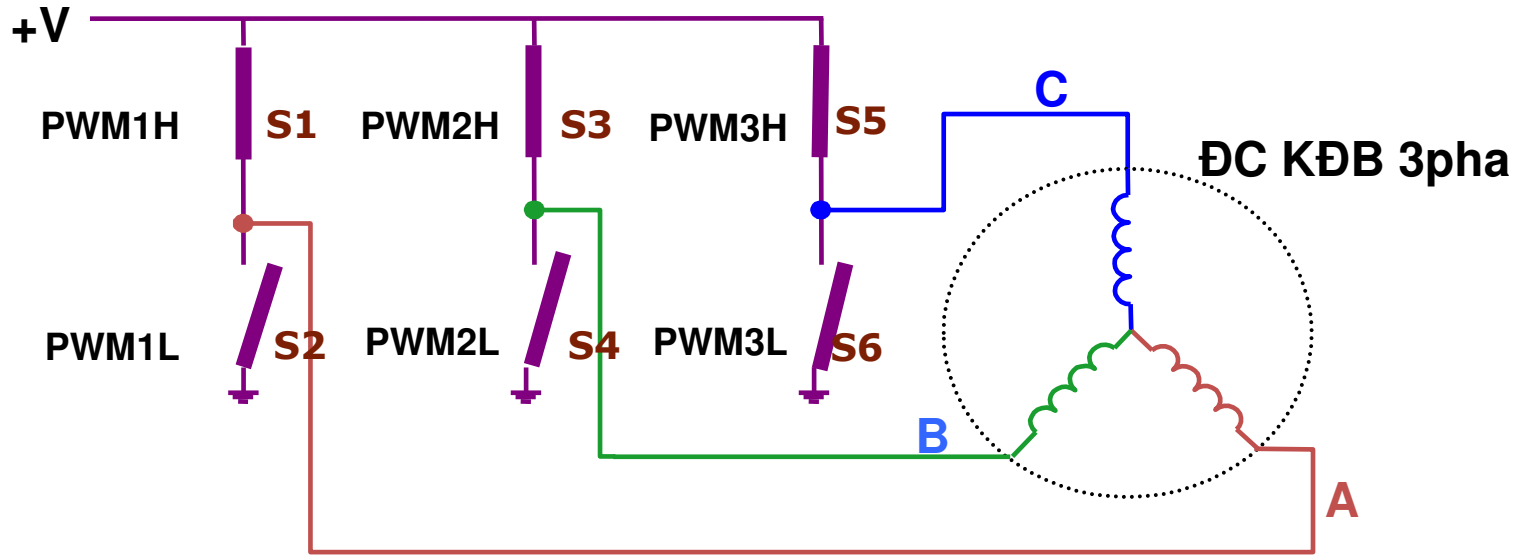 +V
PWM1H
S1
PWM2H
S3
PWM3H
S5
C
ĐC KĐB 3pha
PWM1L
S2
PWM2L
S4
PWM3L
S6
B
A